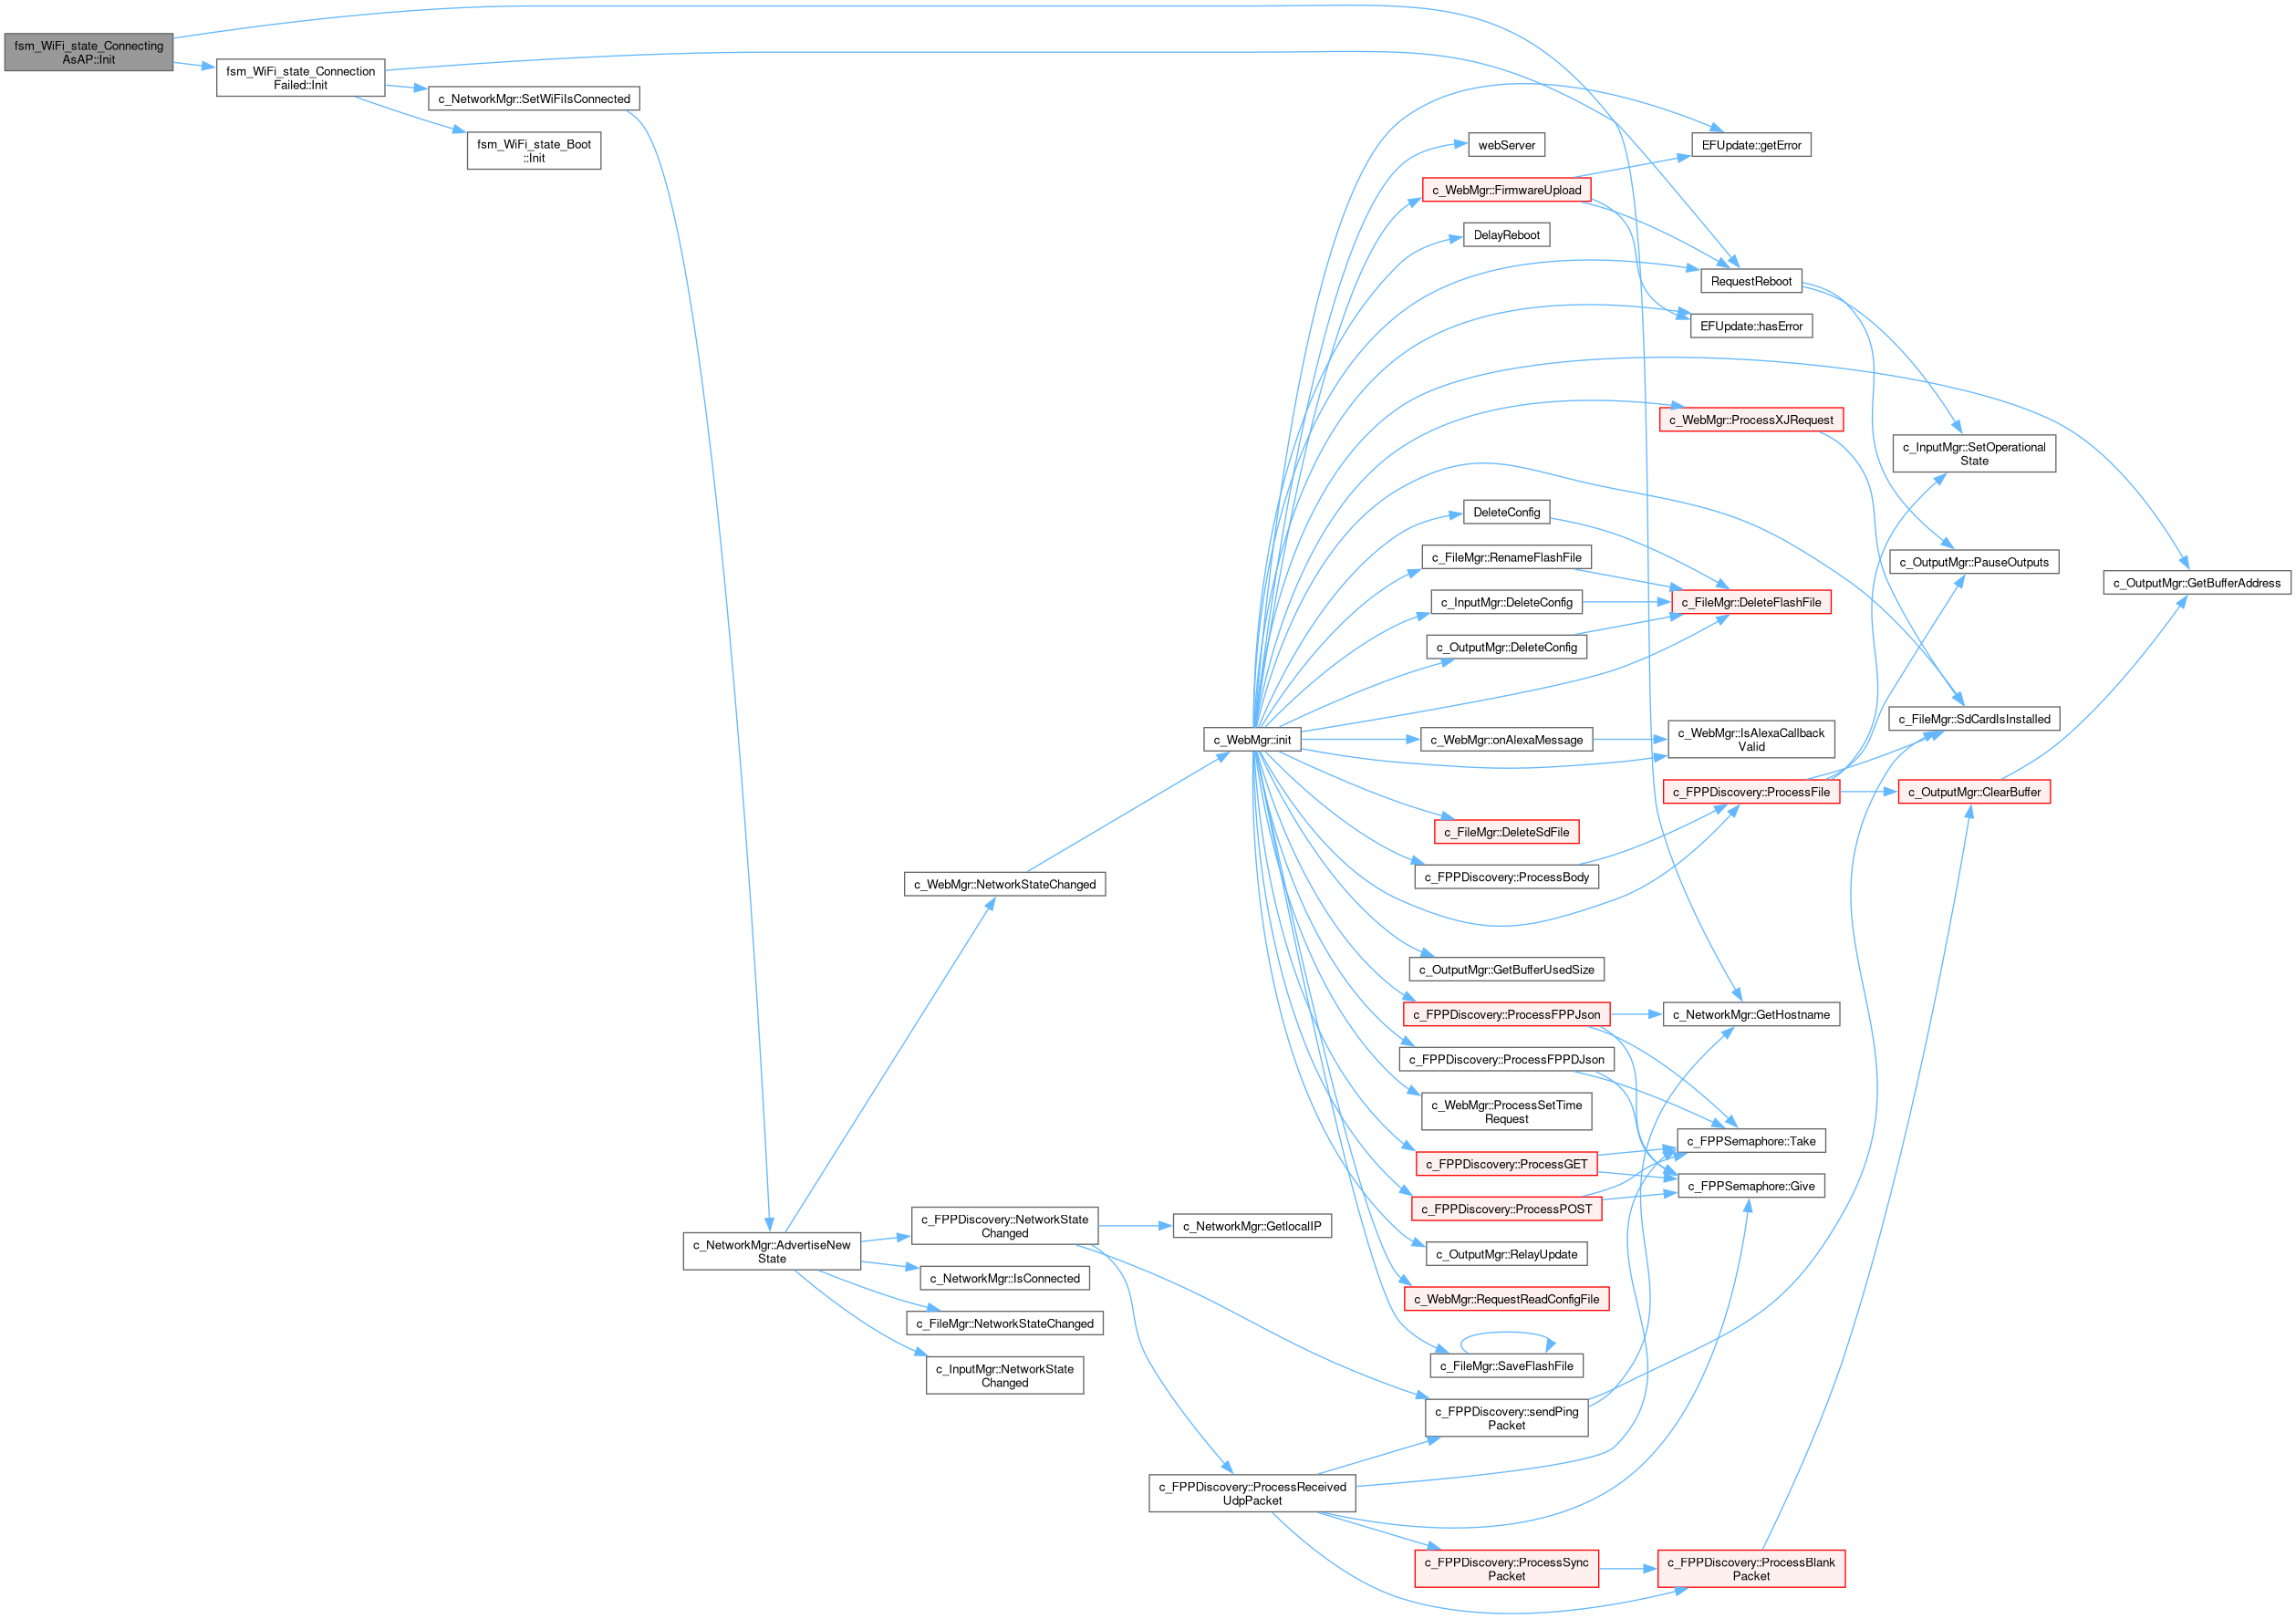 fsm_WiFi_state_Connecting
AsAP::Init
fsm_WiFi_state_Connection
Failed::Init
c_NetworkMgr::SetWiFiIsConnected
fsm_WiFi_state_Boot
::Init
c_NetworkMgr::AdvertiseNew
State
c_WebMgr::NetworkStateChanged
c_FPPDiscovery::NetworkState
Changed
c_NetworkMgr::IsConnected
c_FileMgr::NetworkStateChanged
c_InputMgr::NetworkState
Changed
c_WebMgr::init
c_NetworkMgr::GetlocalIP
c_FPPDiscovery::ProcessReceived
UdpPacket
webServer
c_WebMgr::FirmwareUpload
DelayReboot
DeleteConfig
c_FileMgr::RenameFlashFile
c_InputMgr::DeleteConfig
c_OutputMgr::DeleteConfig
c_WebMgr::onAlexaMessage
c_FileMgr::DeleteSdFile
c_FPPDiscovery::ProcessBody
c_OutputMgr::GetBufferUsedSize
c_FPPDiscovery::ProcessFPPJson
c_FPPDiscovery::ProcessFPPDJson
c_WebMgr::ProcessSetTime
Request
c_FPPDiscovery::ProcessGET
c_FPPDiscovery::ProcessPOST
c_OutputMgr::RelayUpdate
c_WebMgr::RequestReadConfigFile
c_FileMgr::SaveFlashFile
c_FPPDiscovery::sendPing
Packet
c_FPPDiscovery::ProcessSync
Packet
EFUpdate::getError
RequestReboot
EFUpdate::hasError
c_WebMgr::ProcessXJRequest
c_FileMgr::DeleteFlashFile
c_WebMgr::IsAlexaCallback
Valid
c_FPPDiscovery::ProcessFile
c_NetworkMgr::GetHostname
c_FPPSemaphore::Take
c_FPPSemaphore::Give
c_FPPDiscovery::ProcessBlank
Packet
c_InputMgr::SetOperational
State
c_OutputMgr::PauseOutputs
c_FileMgr::SdCardIsInstalled
c_OutputMgr::ClearBuffer
c_OutputMgr::GetBufferAddress